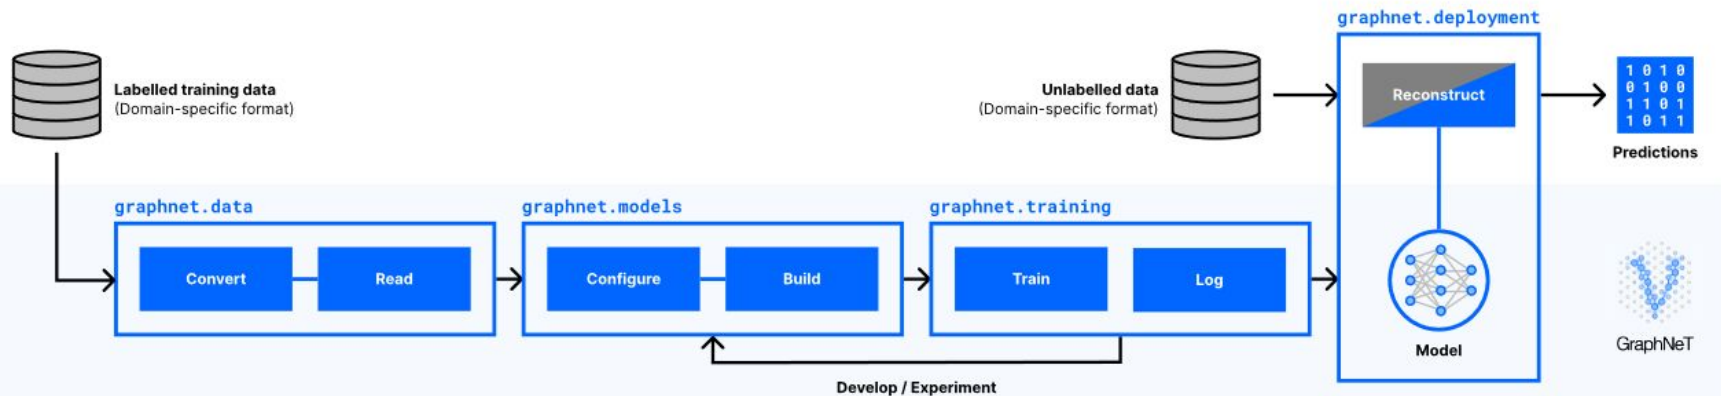 graphnet.deployment
Labelled training data
(Domain-specific format)
Unlabelled data
(Domain-specific format)
Reconstruct
1 0 1 0
0 1 0 0
1 1 0 1
1 0 1 1
Predictions
graphnet.data
Convert
Read
graphnet.models
Configure
Build
graphnet.training
Train
Log
Model
GraphNeT
Develop / Experiment